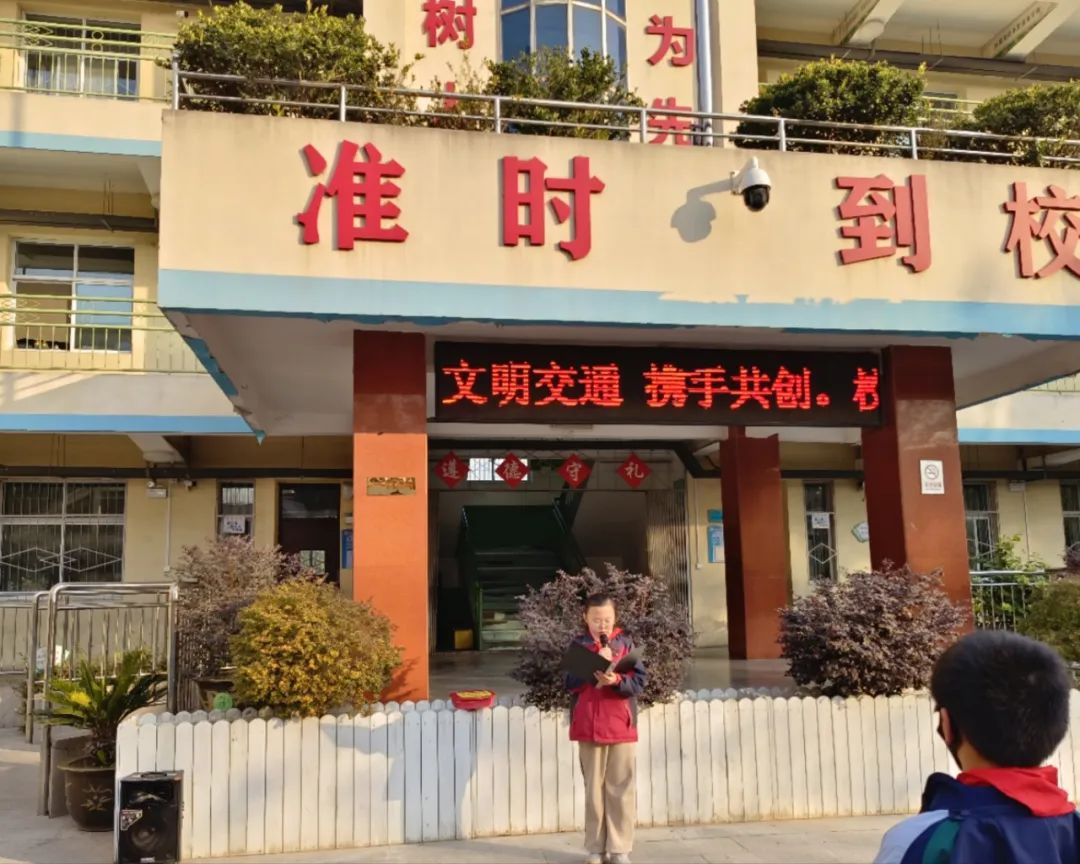 树
为
先
准时到校
文明交通 携手共创。
遵德守礼